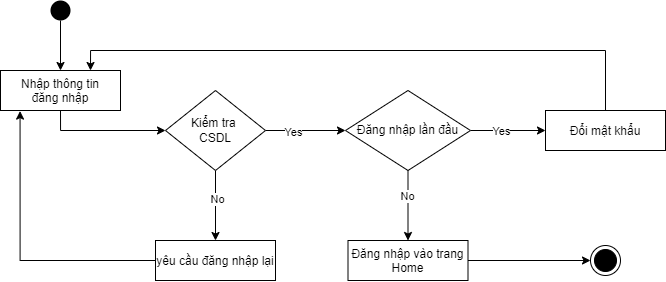 Nhập thông tin
đăng nhập
Kiểm tra
CSDL
Yes
Đăng nhập lần đầu
Yes
Đổi mật khẩu
No
No
yêu cầu đăng nhập lại
Đăng nhập vào trang
Home